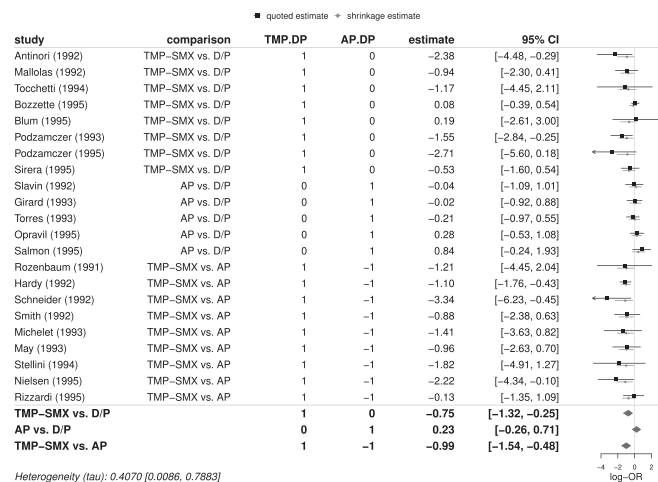 quoted estimate shrinkage estimate
study comparison TMP.DP AP.DP estimate 95% CI
Antinori (1992) TMP−SMX vs. D/P 1 0 −2.38 [−4.48, −0.29]
Mallolas (1992) TMP−SMX vs. D/P 1 0 −0.94 [−2.30, 0.41]
Tocchetti (1994) TMP−SMX vs. D/P 1 0 −1.17 [−4.45, 2.11]
Bozzette (1995) TMP−SMX vs. D/P 1 0 0.08 [−0.39, 0.54]
Blum (1995) TMP−SMX vs. D/P 1 0 0.19 [−2.61, 3.00]
Podzamczer (1993) TMP−SMX vs. D/P 1 0 −1.55 [−2.84, −0.25]
Podzamczer (1995) TMP−SMX vs. D/P 1 0 −2.71 [−5.60, 0.18]
Sirera (1995) TMP−SMX vs. D/P 1 0 −0.53 [−1.60, 0.54]
Slavin (1992) AP vs. D/P 0 1 −0.04 [−1.09, 1.01]
Girard (1993) AP vs. D/P 0 1 −0.02 [−0.92, 0.88]
Torres (1993) AP vs. D/P 0 1 −0.21 [−0.97, 0.55]
Opravil (1995) AP vs. D/P 0 1 0.28 [−0.53, 1.08]
Salmon (1995) AP vs. D/P 0 1 0.84 [−0.24, 1.93]
Rozenbaum (1991) TMP−SMX vs. AP 1 −1 −1.21 [−4.45, 2.04]
Hardy (1992) TMP−SMX vs. AP 1 −1 −1.10 [−1.76, −0.43]
Schneider (1992) TMP−SMX vs. AP 1 −1 −3.34 [−6.23, −0.45]
Smith (1992) TMP−SMX vs. AP 1 −1 −0.88 [−2.38, 0.63]
Michelet (1993) TMP−SMX vs. AP 1 −1 −1.41 [−3.63, 0.82]
May (1993) TMP−SMX vs. AP 1 −1 −0.96 [−2.63, 0.70]
Stellini (1994) TMP−SMX vs. AP 1 −1 −1.82 [−4.91, 1.27]
Nielsen (1995) TMP−SMX vs. AP 1 −1 −2.22 [−4.34, −0.10]
Rizzardi (1995) TMP−SMX vs. AP 1 −1 −0.13 [−1.35, 1.09]
TMP−SMX vs. D/P 1 0 −0.75 [−1.32, −0.25]
AP vs. D/P 0 1 0.23 [−0.26, 0.71]
TMP−SMX vs. AP 1 −1 −0.99 [−1.54, −0.48]
−4 −2 0 2
log−OR
Heterogeneity (tau): 0.4070 [0.0086, 0.7883]